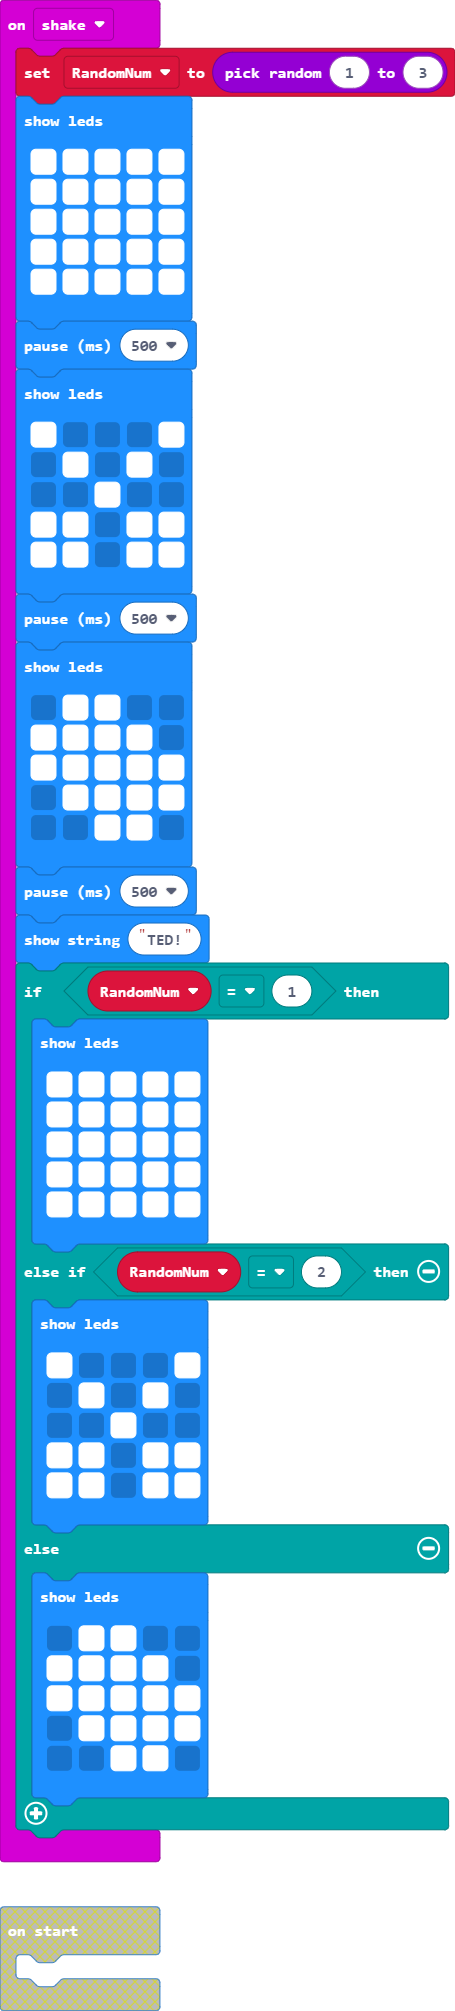 on shake
set RandomNum to pick random 1 to 3
show leds
pause (ms) 500
show leds
pause (ms) 500
show leds
pause (ms) 500
show string "TED!"
if RandomNum = 1 then
show leds
else if RandomNum = 2 then
show leds
else
show leds
on start